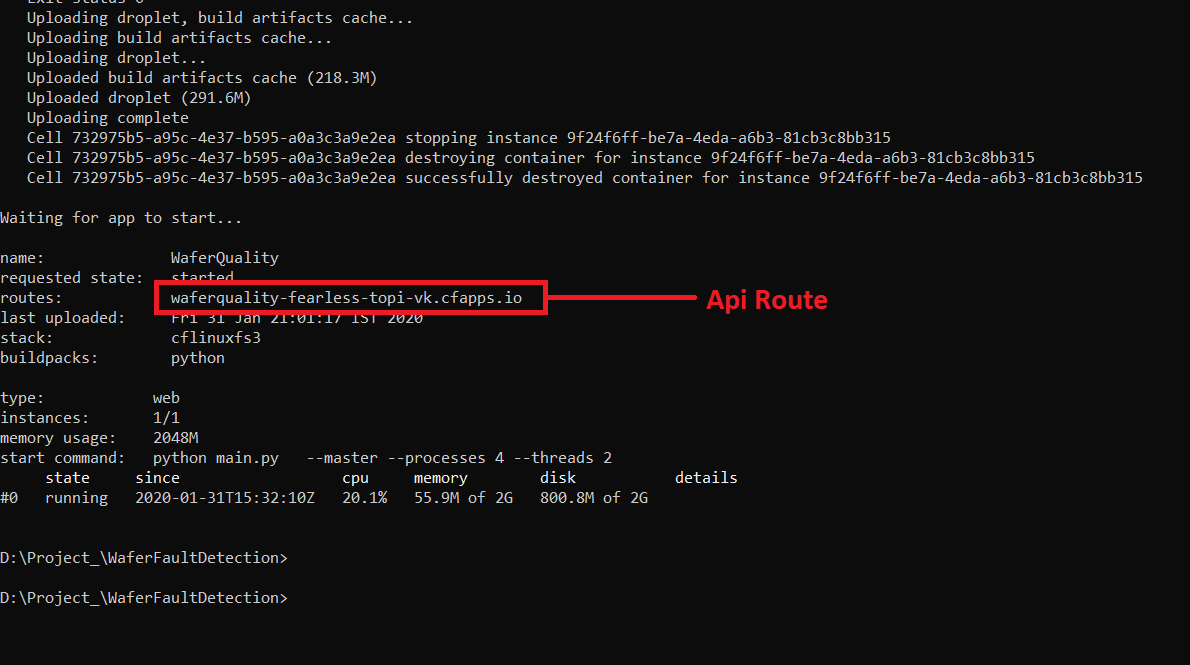 Exit status 0
Uploading droplet, build artifacts cache...
Uploading build artifacts cache...
Uploading droplet...
Uploaded build artifacts cache (218.3M)
Uploaded droplet (291.6M)
Uploading complete
Cell 732975b5-a95c-4e37-b595-a0a3c3a9e2ea stopping instance 9f24f6ff-be7a-4eda-a6b3-81cb3c8bb315
Cell 732975b5-a95c-4e37-b595-a0a3c3a9e2ea destroying container for instance 9f24f6ff-be7a-4eda-a6b3-81cb3c8bb315
Cell 732975b5-a95c-4e37-b595-a0a3c3a9e2ea successfully destroyed container for instance 9f24f6ff-be7a-4eda-a6b3-81cb3c8bb315
Waiting for app to start...
name: WaferQuality
requested state: started
routes: waferquality-fearless-topi-vk.cfapps.io Api Route
last uploaded: Fri 31 Jan 21:01:17 IST 2020
stack: cflinuxfs3
buildpacks: python
type: web
instances: 1/1
memory usage: 2048M
start command: python main.py --master --processes 4 --threads 2
state since cpu memory disk details
#0 running 2020-01-31T15:32:10Z 20.1% 55.9M of 2G 800.8M of 2G
D:\Project_\WaferFaultDetection>
D:\Project_\WaferFaultDetection>